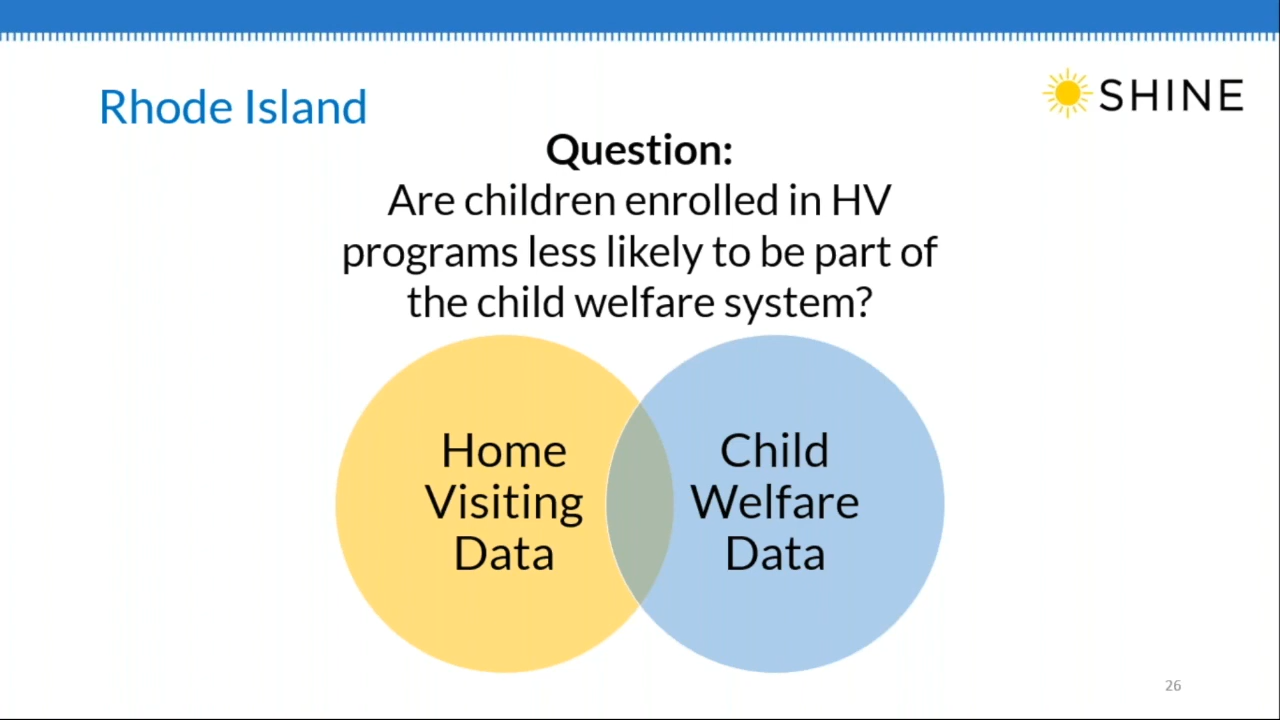 Rhode Island
SHINE
Question:
Are children enrolled in HV
programs less likely to be part of
the child welfare system?
Home
Visiting
Data
Child
Welfare
Data
26